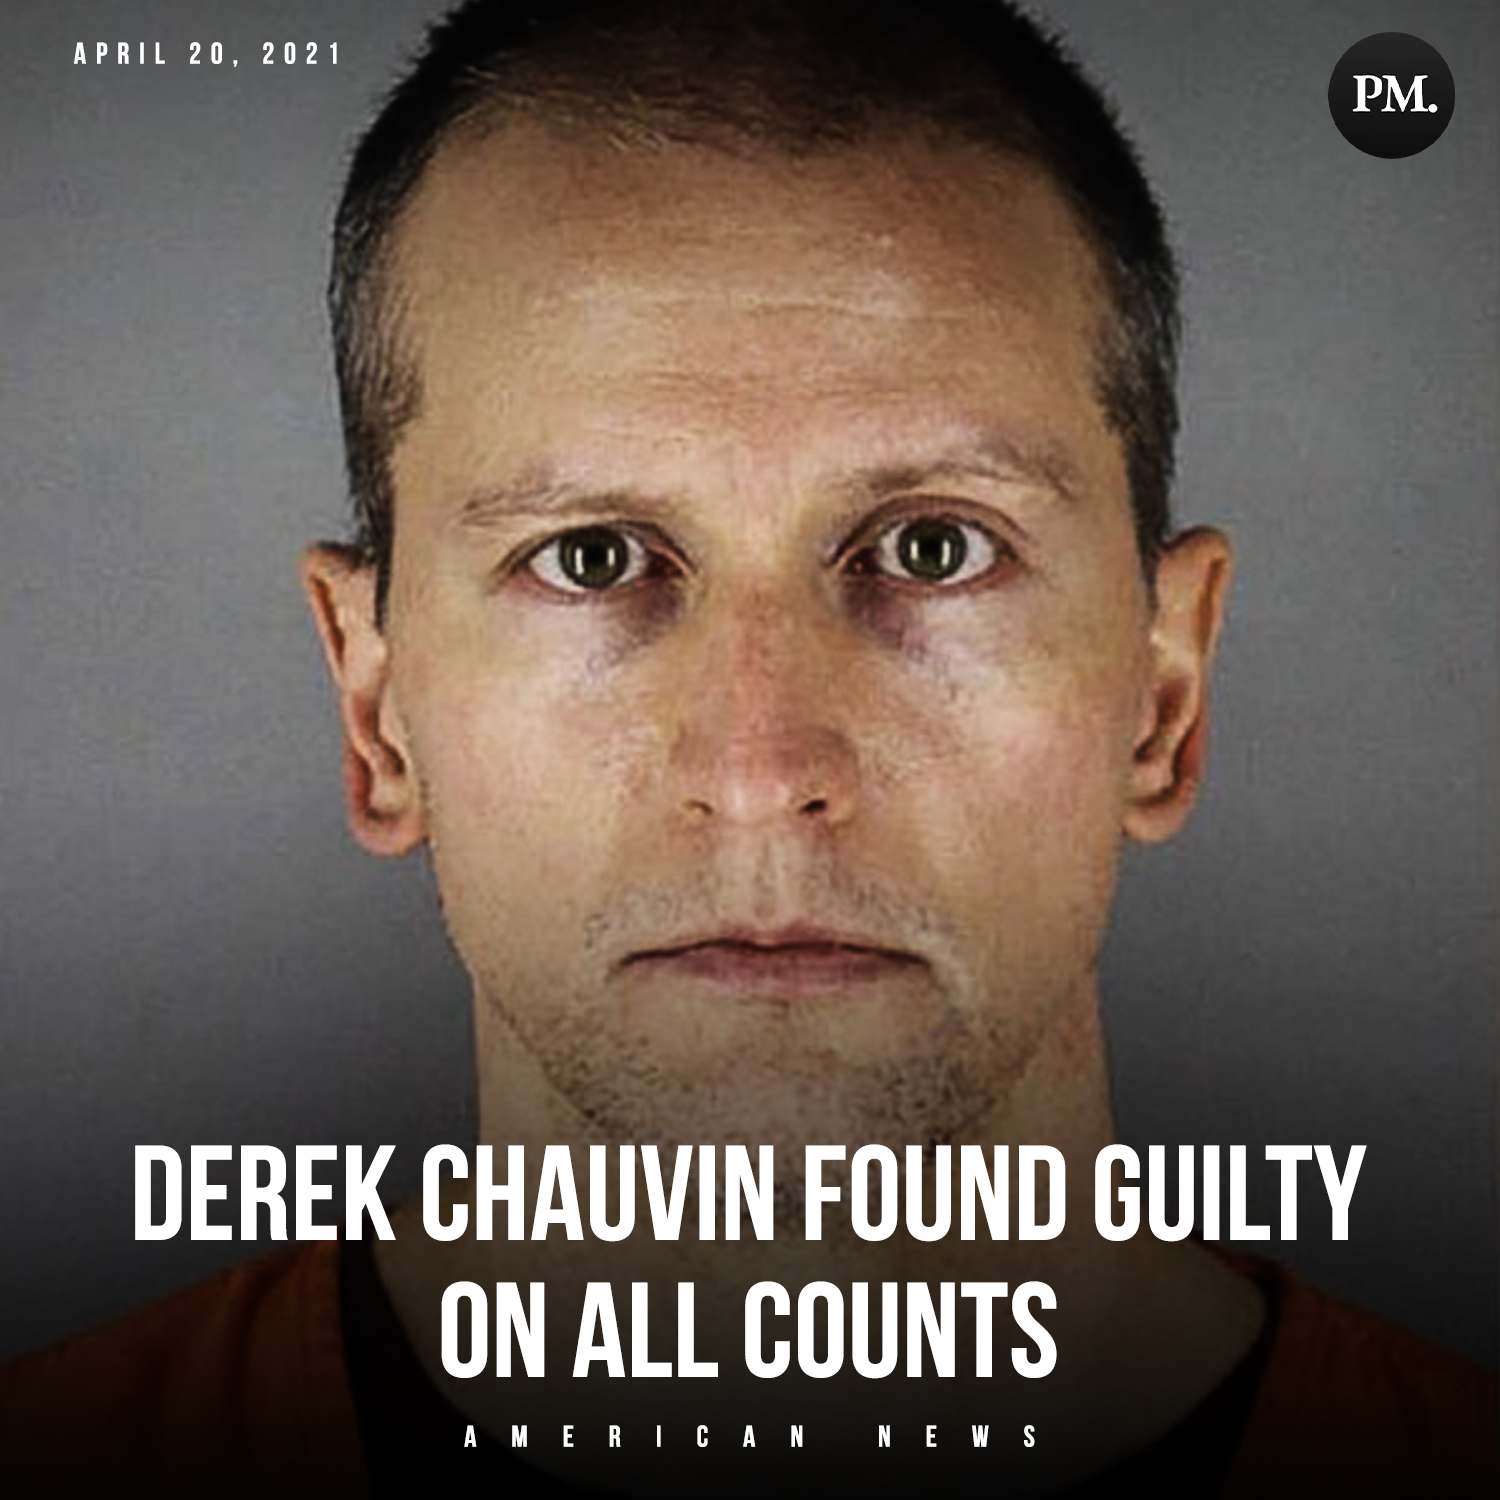 APRIL 20, 2021
PM.
DEREK CHAUVIN FOUND GUILTY
ON ALL COUNTS
AMERICAN NEWS